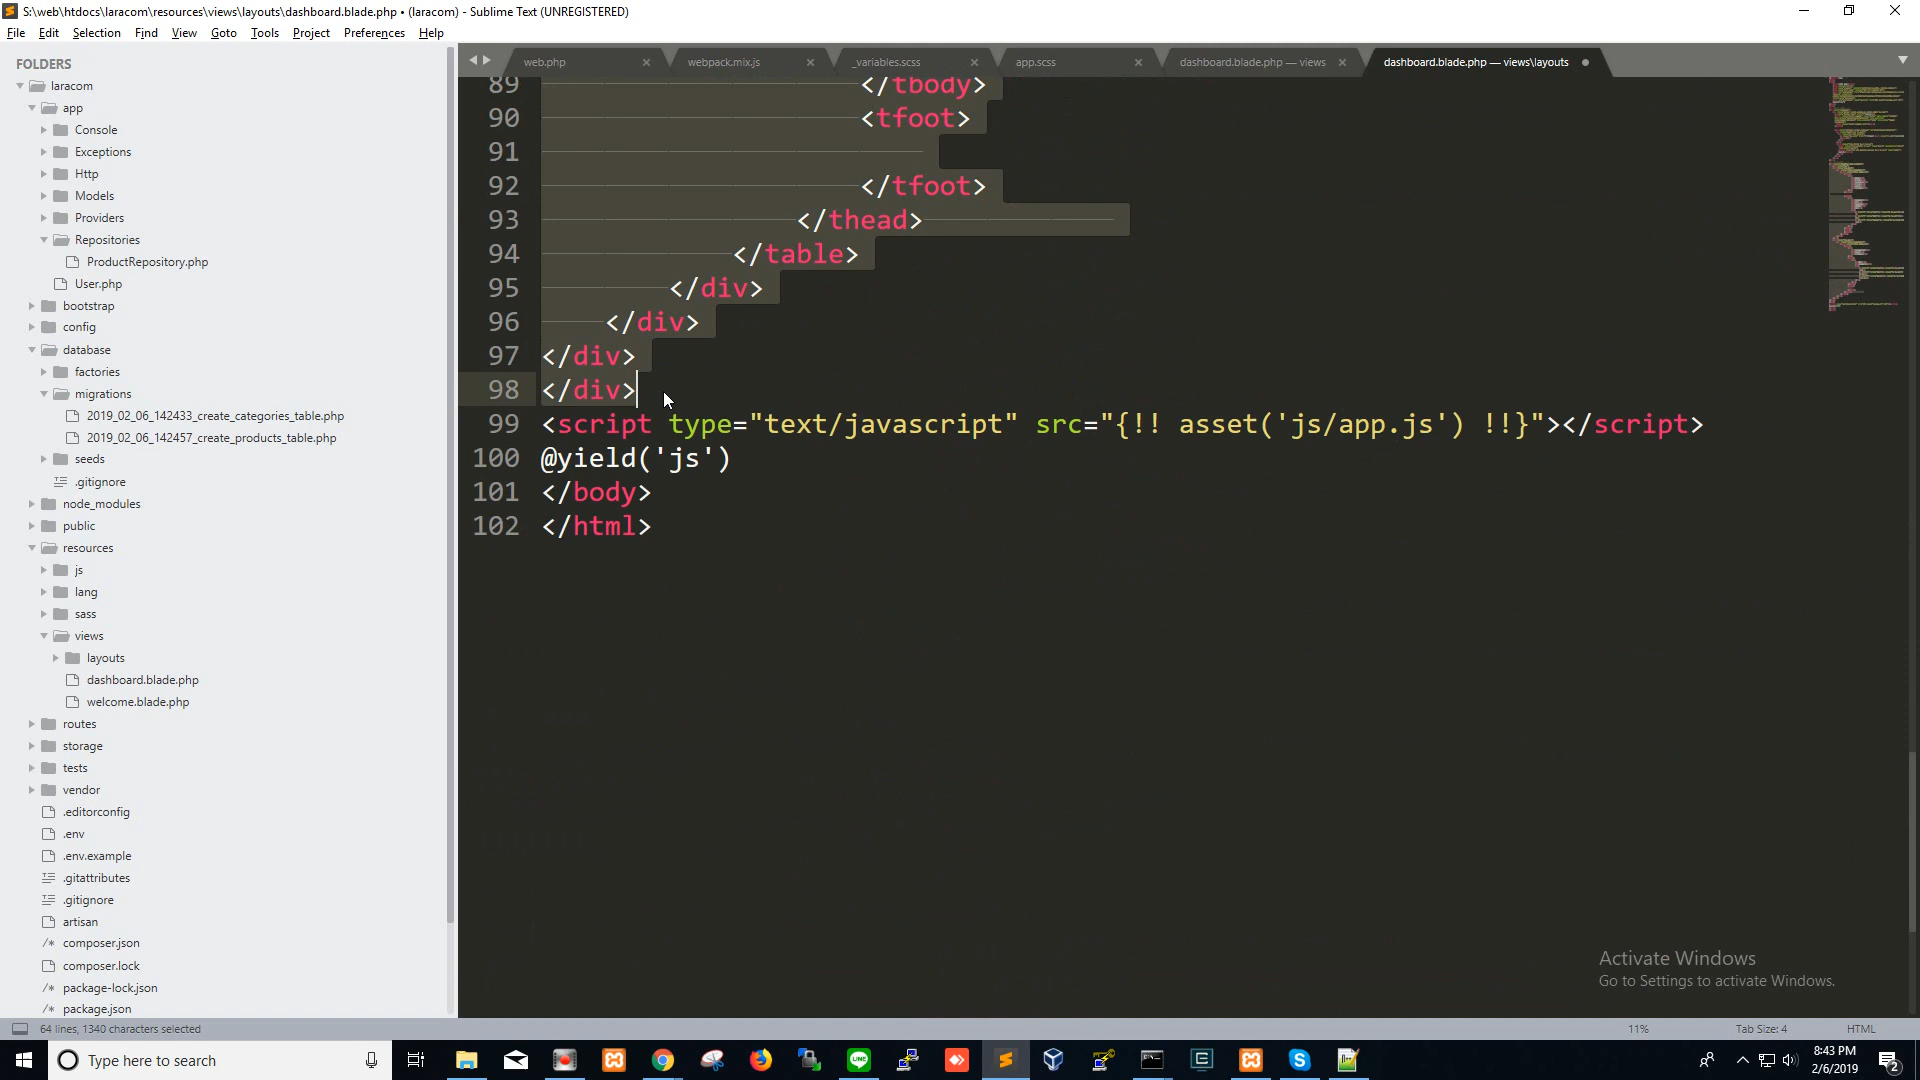 S:\web\htdocs\laracom\resources\views\layouts\dashboard.blade.php • (laracom) - Sublime Text (UNREGISTERED)
File Edit Selection Find View Goto Tools Project Preferences Help
FOLDERS
laracom
app
Console
Exceptions
Http
Models
Providers
Repositories
ProductRepository.php
User.php
bootstrap
config
database
factories
migrations
2019_02_06_142433_create_categories_table.php
2019_02_06_142457_create_products_table.php
seeds
.gitignore
node_modules
public
resources
js
lang
sass
views
layouts
dashboard.blade.php
welcome.blade.php
routes
storage
tests
vendor
.editorconfig
.env
.env.example
.gitattributes
.gitignore
artisan
composer.json
composer.lock
package-lock.json
package.json
web.php webpack.mix.js _variables.scss app.scss dashboard.blade.php — views dashboard.blade.php — views\layouts
89 </tbody>
90 <tfoot>
91
92 </tfoot>
93 </thead>
94 </table>
95 </div>
96 </div>
97 </div>
98 </div>
99 <script type="text/javascript" src="{!! asset('js/app.js') !!}"></script>
100 @yield('js')
101 </body>
102 </html>
Activate Windows
Go to Settings to activate Windows.
64 lines, 1340 characters selected 11% Tab Size: 4 HTML
Type here to search
8:43 PM
2/6/2019
2